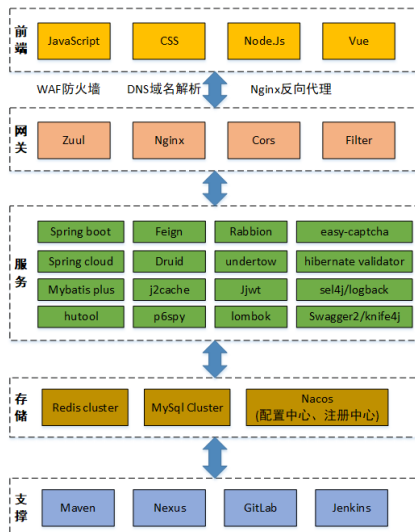 前端
JavaScript
CSS
Node.Js
Vue
WAF防火墙
DNS域名解析
Nginx反向代理
网关
Zuul
Nginx
Cors
Filter
服务
Spring boot
Feign
Rabbion
easy-captcha
Spring cloud
Druid
undertow
hibernate validator
Mybatis plus
j2cache
Jjwt
sel4j/logback
hutool
p6spy
lombok
Swagger2/knife4j
存储
Redis cluster
MySql Cluster
Nacos
(配置中心、注册中心)
支撑
Maven
Nexus
GitLab
Jenkins